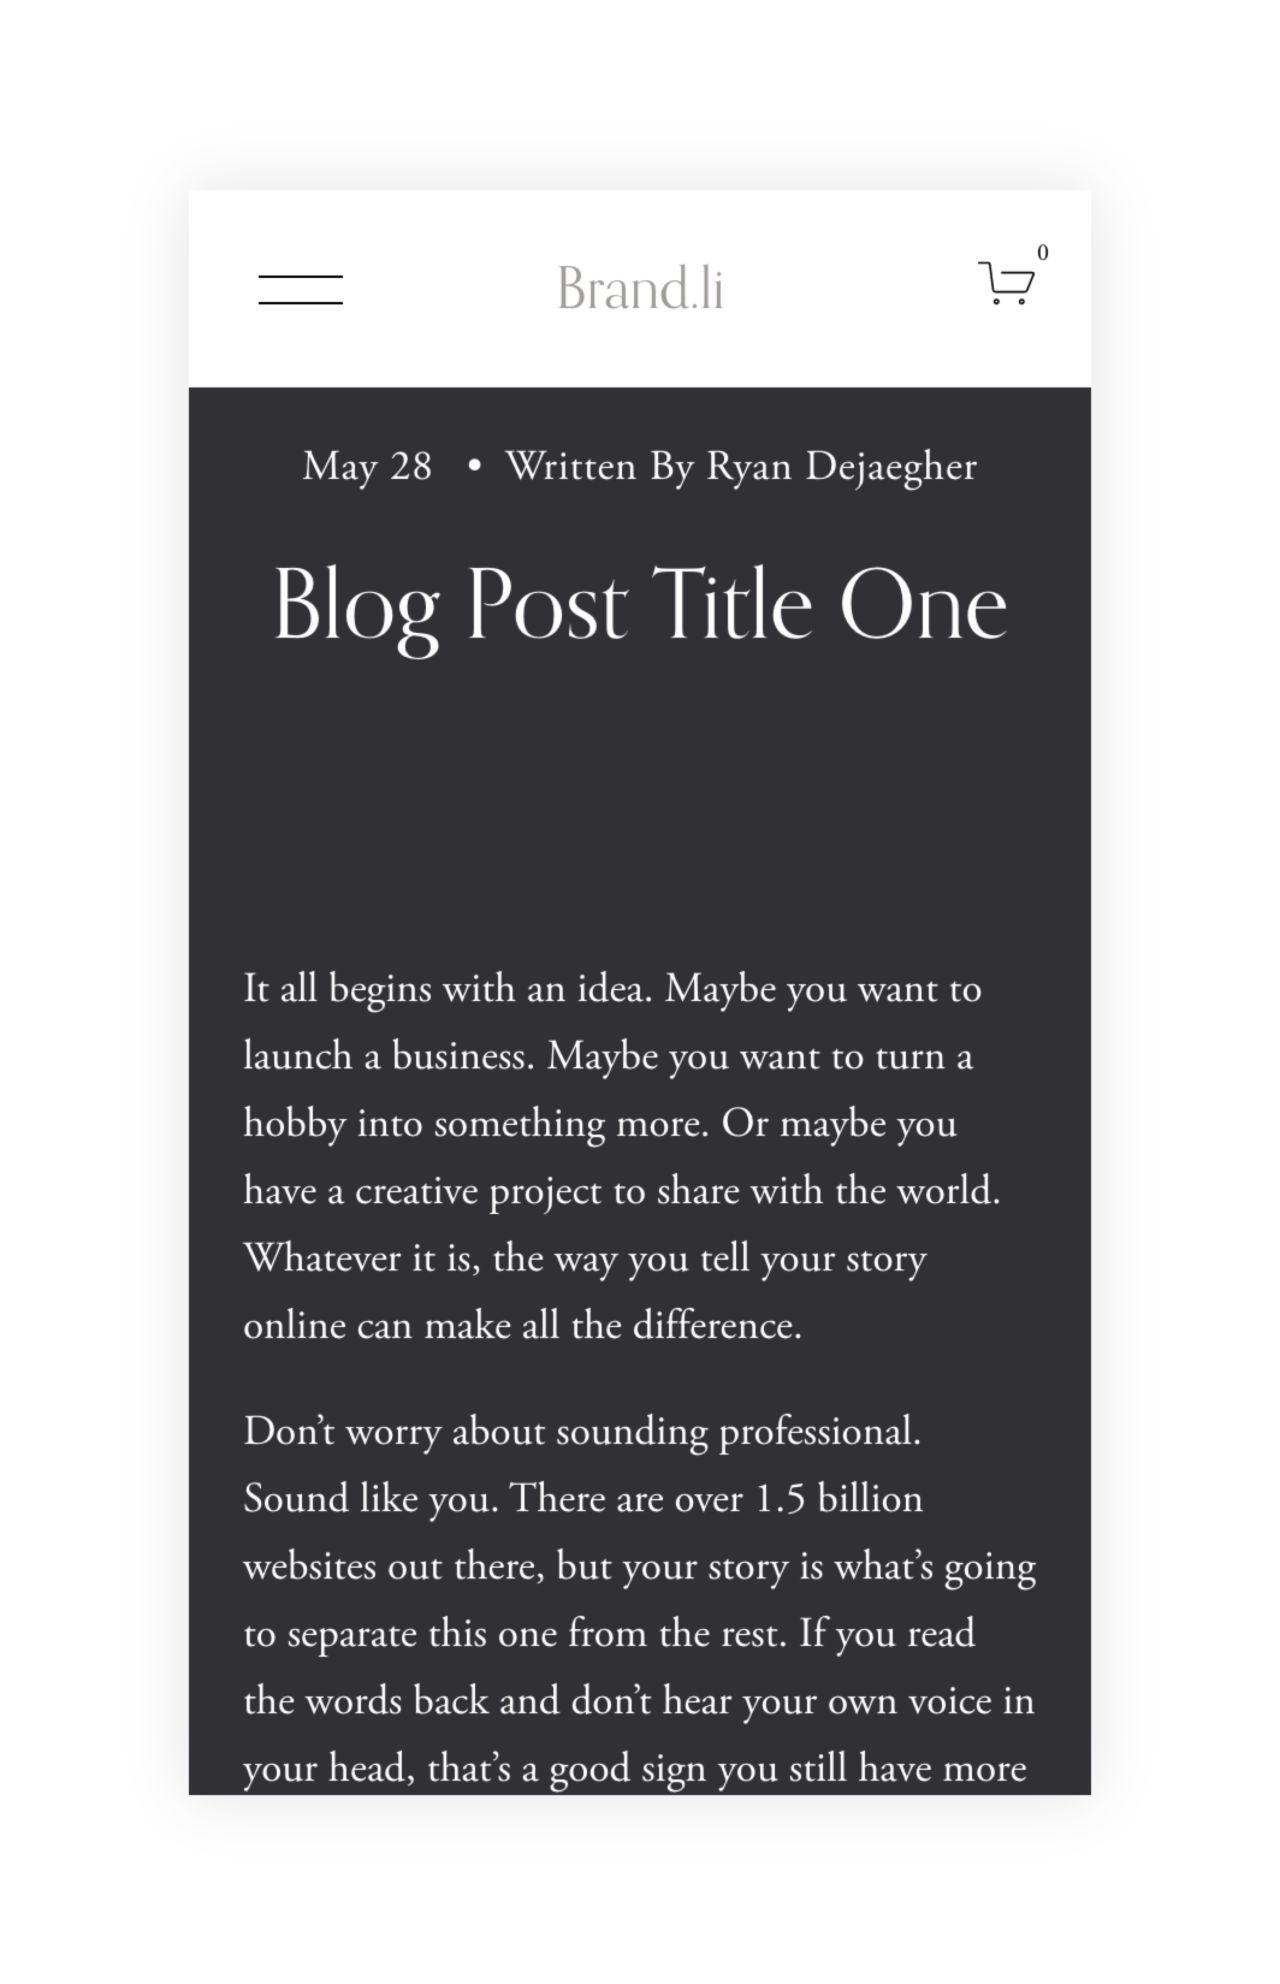 Brand.li
0
May 28 • Written By Ryan Dejaegher
Blog Post Title One
It all begins with an idea. Maybe you want to
launch a business. Maybe you want to turn a
hobby into something more. Or maybe you
have a creative project to share with the world.
Whatever it is, the way you tell your story
online can make all the difference.
Don’t worry about sounding professional.
Sound like you. There are over 1.5 billion
websites out there, but your story is what’s going
to separate this one from the rest. If you read
the words back and don’t hear your own voice in
your head, that’s a good sign you still have more